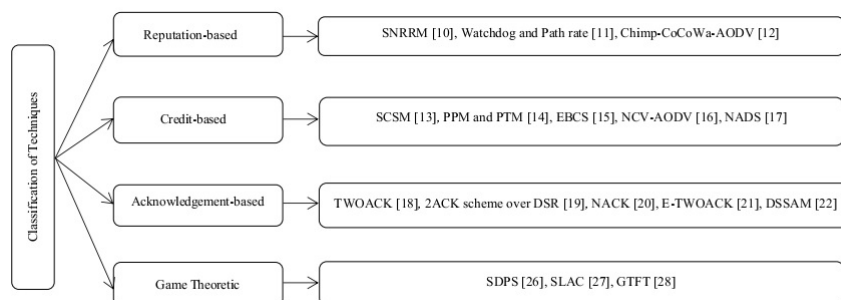 Classification of Techniques
Reputation-based
SNRRM [10], Watchdog and Path rate [11], Chimp-CoCoWa-AODV [12]
Credit-based
SCSM [13], PPM and PTM [14], EBCS [15], NCV-AODV [16], NADS [17]
Acknowledgement-based
TWOACK [18], 2ACK scheme over DSR [19], NACK [20], E-TWOACK [21], DSSAM [22]
Game Theoretic
SDPS [26], SLAC [27], GTFT [28]